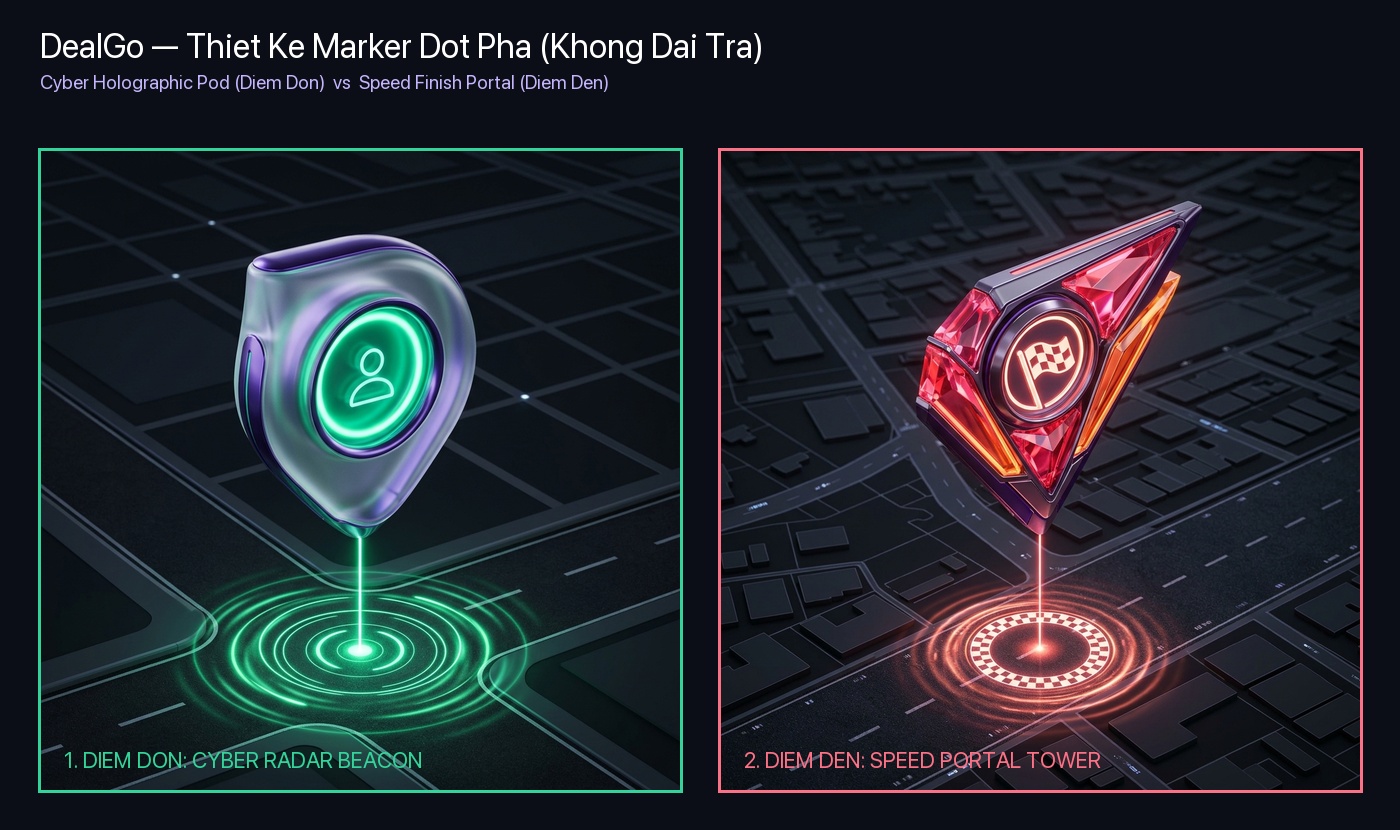 DealGo — Thiet Ke Marker Dot Pha (Khong Dai Tra)
Cyber Holographic Pod (Diem Don) vs Speed Finish Portal (Diem Den)
1. DIEM DON: CYBER RADAR BEACON
2. DIEM DEN: SPEED PORTAL TOWER